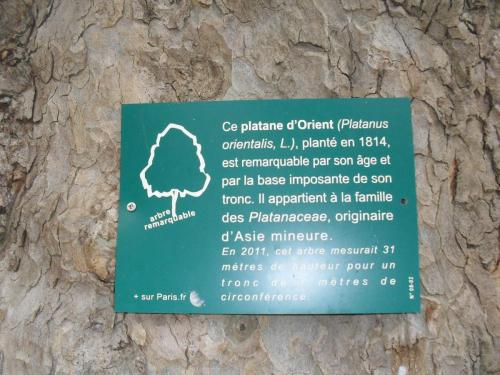 Ce platane d'Orient (Platanus
orientalis, L.), planté en 1814,
est remarquable par son âge et
par la base imposante de son
tronc. Il appartient à la famille
des Platanaceae, originaire
d'Asie mineure.
En 2011, cet arbre mesurait 31
mètres de hauteur pour un
tronc de mètres de
circonférence.
arbre
remarquable
+ sur Paris.fr